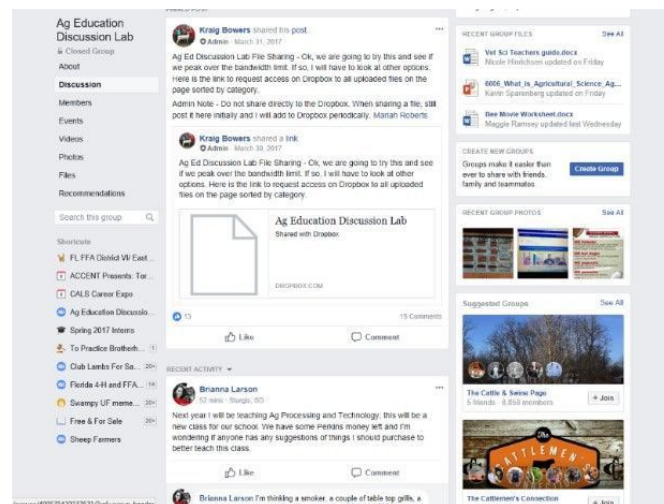 Ag Education
Discussion Lab
Closed Group
About
Discussion
Members
Events
Videos
Photos
Files
Recommendations
Search this group
Shortcuts
FL FFA District VI/ East...
ACCENT Presents: Tor...
CALS Career Expo
Ag Education Discussio...
Spring 2017 Interns
To Practice Brotherh... 1
Club Lambs For Sa... 20+
Florida 4-H and FFA...
Swampy UF meme... 20+
Free & For Sale 20+
Sheep Farmers
Kraig Bowers shared his post.
Admin · March 31, 2017
Ag Ed Discussion Lab File Sharing - Ok, we are going to try this and see if
we peak over the bandwidth limit. If so, I will have to look at other options.
Here is the link to request access on Dropbox to all uploaded files on the
page sorted by category.
Admin Note - Do not share directly to the Dropbox. When sharing a file, still
post it here initially and I will add to Dropbox periodically. Mariah Roberts
Kraig Bowers shared a link.
Admin · March 30, 2017
Ag Ed Discussion Lab File Sharing - Ok, we are going to try this and see
if we peak over the bandwidth limit. If so, I will have to look at other
options. Here is the link to request access on Dropbox to all uploaded
files on the page sorted by category.
Ag Education Discussion Lab
Shared with Dropbox
DROPBOX.COM
13
15 Comments
Like Comment
RECENT ACTIVITY
Brianna Larson
52 mins · Sturgis, SD
Next year I will be teaching Ag Processing and Technology; this will be a
new class for our school. We have some Perkins money left and I'm
wondering if anyone has any suggestions of things I should purchase to
better teach this class.
Like Comment
Brianna Larson I'm thinking a smoker, a couple of table top grills, a
RECENT GROUP FILES See All
Vet Sci Teachers guide.docx
Nicole Hinrichsen updated on Friday
6006_What_is_Agricultural_Science_Ag...
Karin Sparenberg updated on Friday
Bee Movie Worksheet.docx
Maggie Ramsey updated last Wednesday
CREATE NEW GROUPS
Groups make it easier than
ever to share with friends,
family and teammates.
Create Group
RECENT GROUP PHOTOS See All
Suggested Groups See All
The Cattle & Swine Page
5 friends · 8,858 members
+ Join
The
CATTLEMEN'S
The Cattlemen's Connection
+ Join